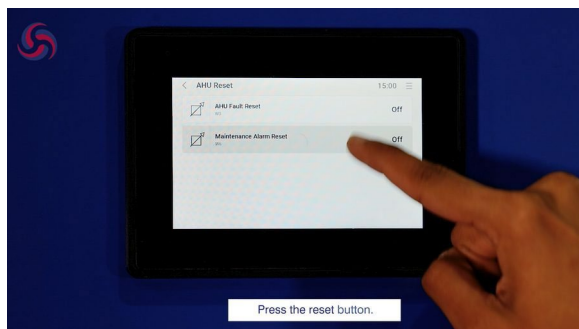 < AHU Reset 15:00
AHU Fault Reset Off
Maintenance Alarm Reset Off
Press the reset button.